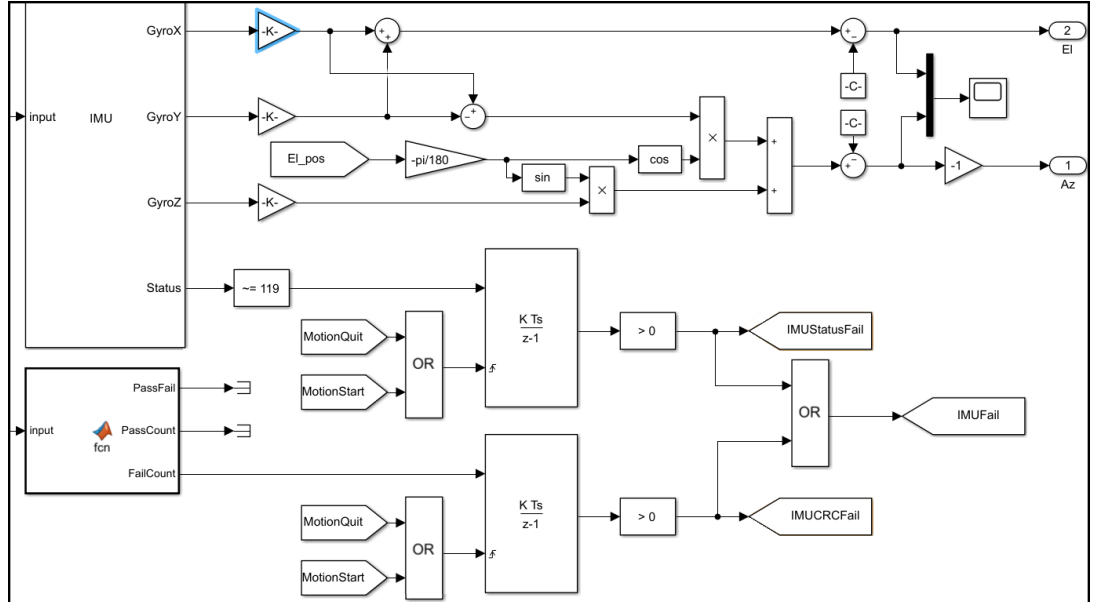 GyroX
-K-
+
+
+
−
2
El
-C-
input
IMU
GyroY
-K-
−
+
×
-C-
+
El_pos
-pi/180
cos
sin
×
+
−
+
-1
1
Az
GyroZ
-K-
Status
~= 119
K Ts
z-1
MotionQuit
OR
MotionStart
> 0
IMUStatusFail
PassFail
input
fcn
PassCount
FailCount
OR
IMUFail
K Ts
z-1
MotionQuit
OR
MotionStart
> 0
IMUCRCFail